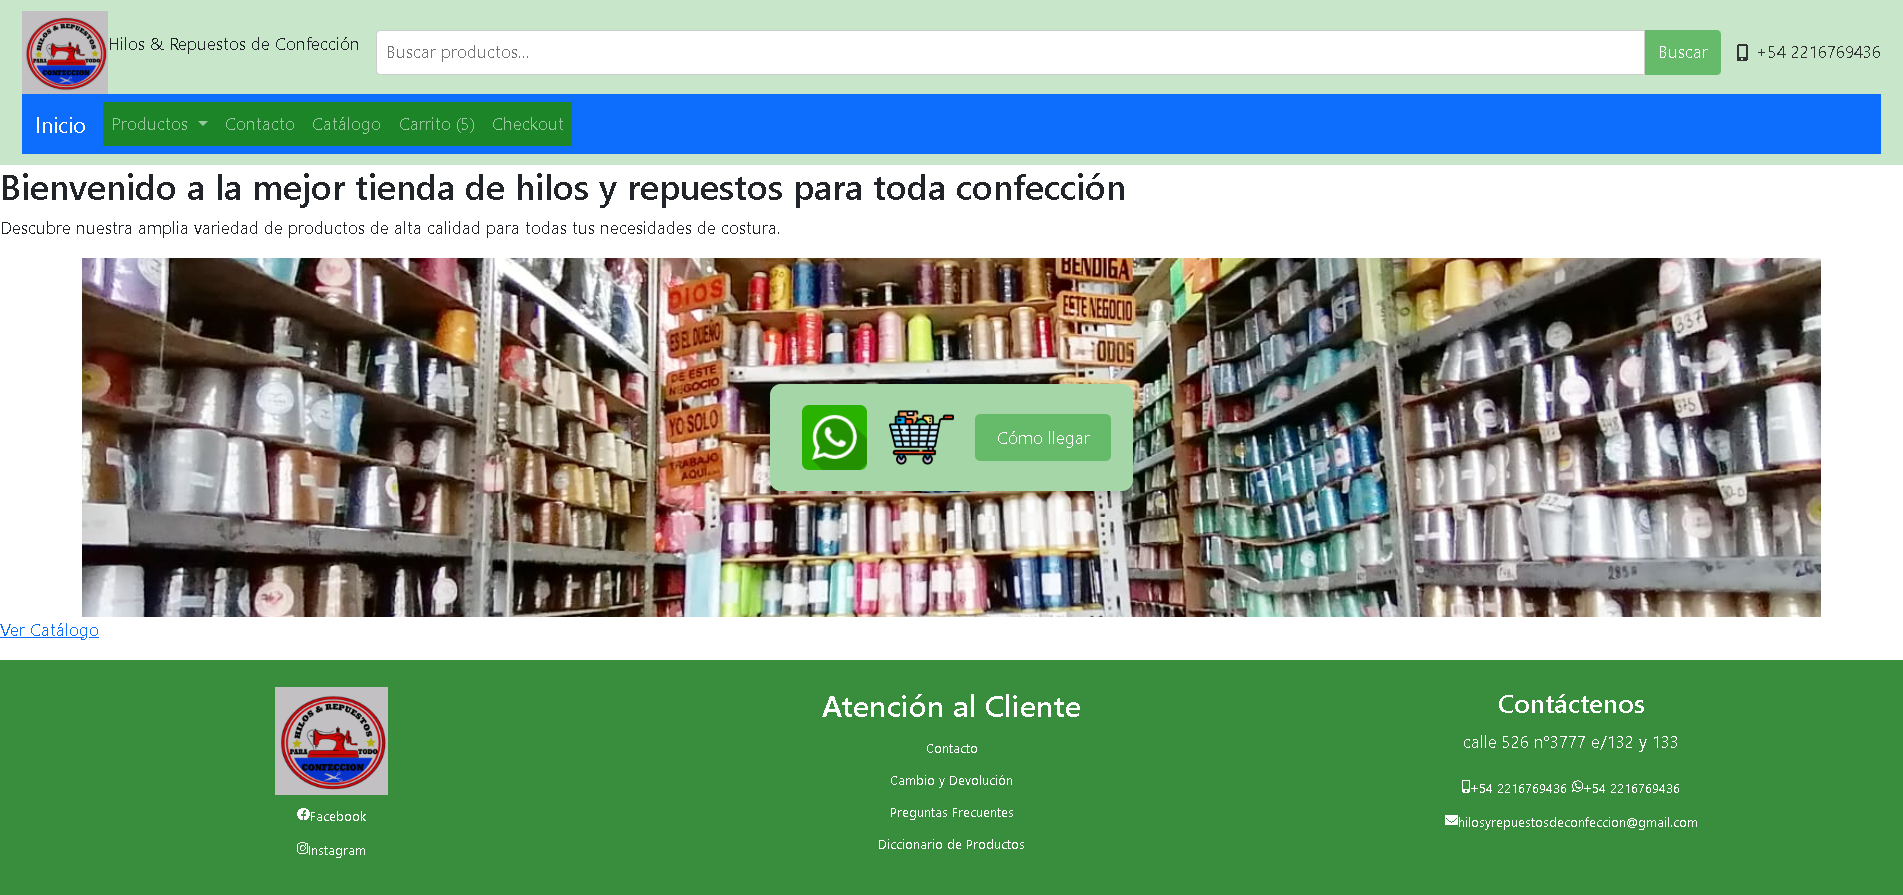 HILOS & REPUESTOS
PARA TODO
CONFECCION
Hilos & Repuestos de Confección
Buscar productos...
Buscar
+54 2216769436
Inicio
Productos
Contacto
Catálogo
Carrito (5)
Checkout
Bienvenido a la mejor tienda de hilos y repuestos para toda confección
Descubre nuestra amplia variedad de productos de alta calidad para todas tus necesidades de costura.
DIOS
ES EL DUEÑO
DE ESTE
NEGOCIO
YO SOLO
TRABAJO
AQUÍ...
BENDIGA
ESTE NEGOCIO
TODOS
337
375
Cómo llegar
Ver Catálogo
HILOS & REPUESTOS
PARA TODO
CONFECCION
Facebook
Instagram
Atención al Cliente
Contacto
Cambio y Devolución
Preguntas Frecuentes
Diccionario de Productos
Contáctenos
calle 526 n°3777 e/132 y 133
+54 2216769436 +54 2216769436
hilosyrepuestosdeconfeccion@gmail.com